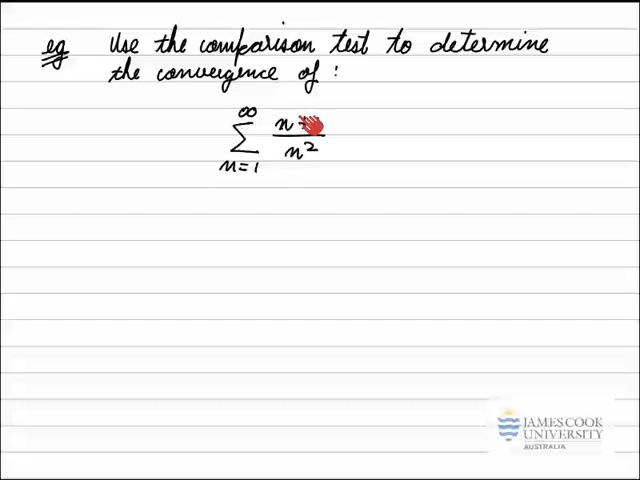 eg Use the comparison test to determine
the convergence of :
∞
∑ n
n=1 n²
JAMES COOK
UNIVERSITY
AUSTRALIA